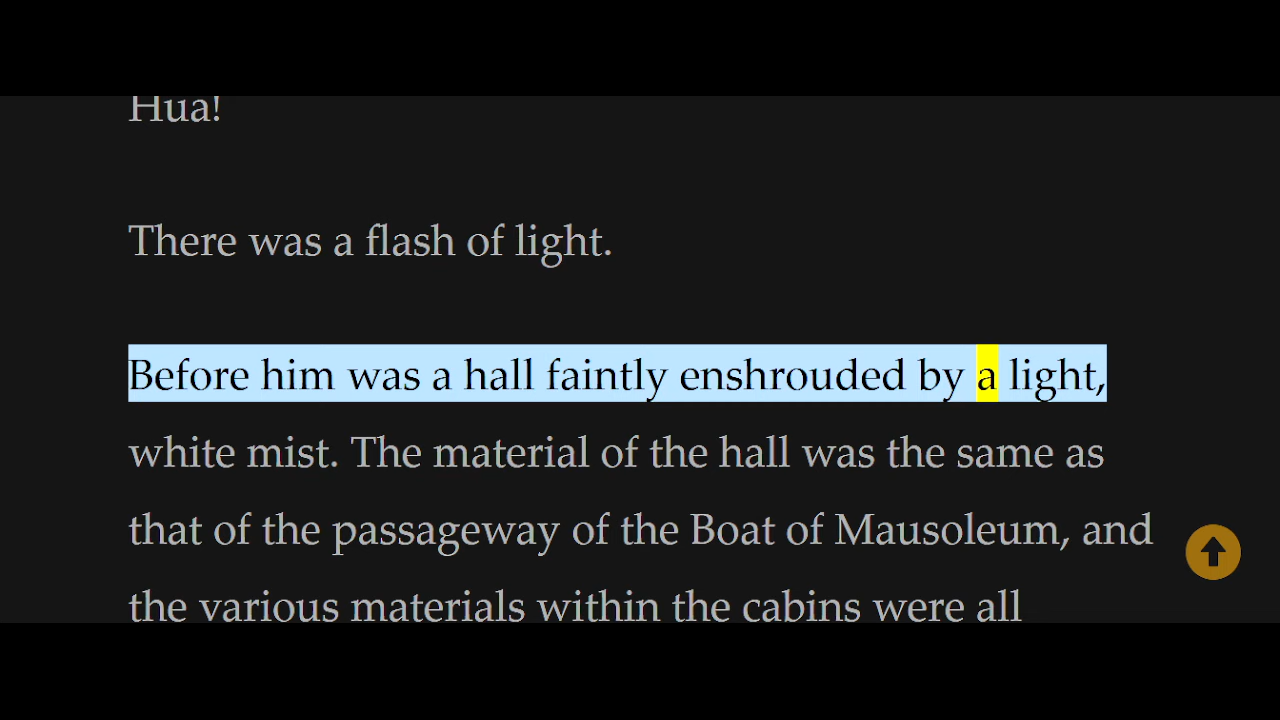 Hua!
There was a flash of light.
Before him was a hall faintly enshrouded by a light,
white mist. The material of the hall was the same as
that of the passageway of the Boat of Mausoleum, and
the various materials within the cabins were all